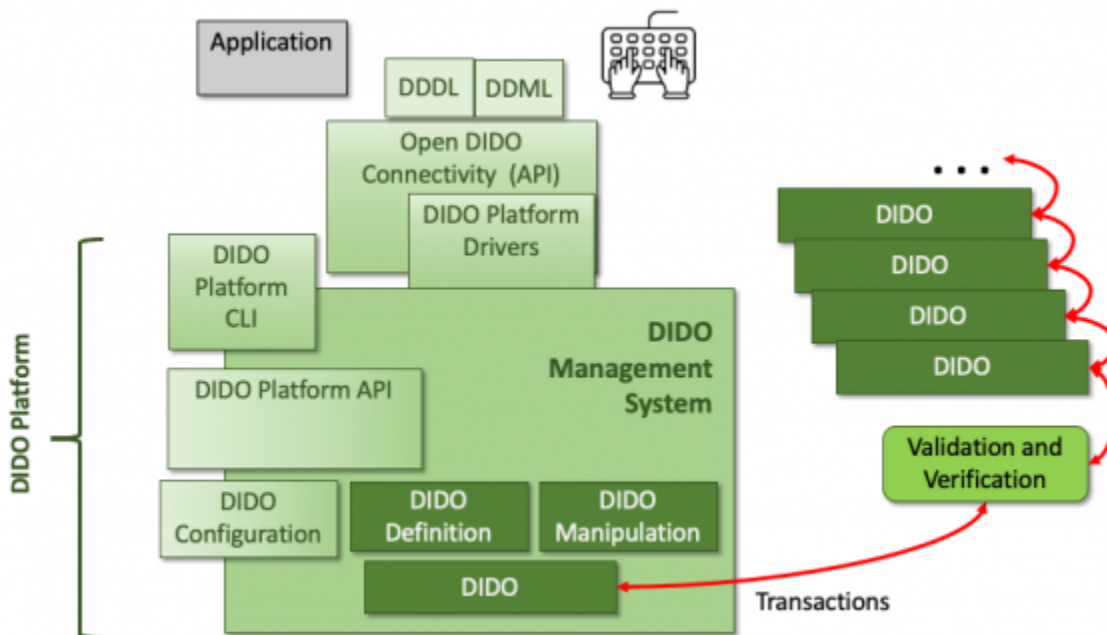 Application
DDDL
DDML
Open DIDO
Connectivity (API)
DIDO Platform
Drivers
DIDO
Platform
CLI
DIDO
Management
System
DIDO Platform API
DIDO
Configuration
DIDO
Definition
DIDO
Manipulation
DIDO
DIDO Platform
...
DIDO
DIDO
DIDO
DIDO
Validation and
Verification
Transactions